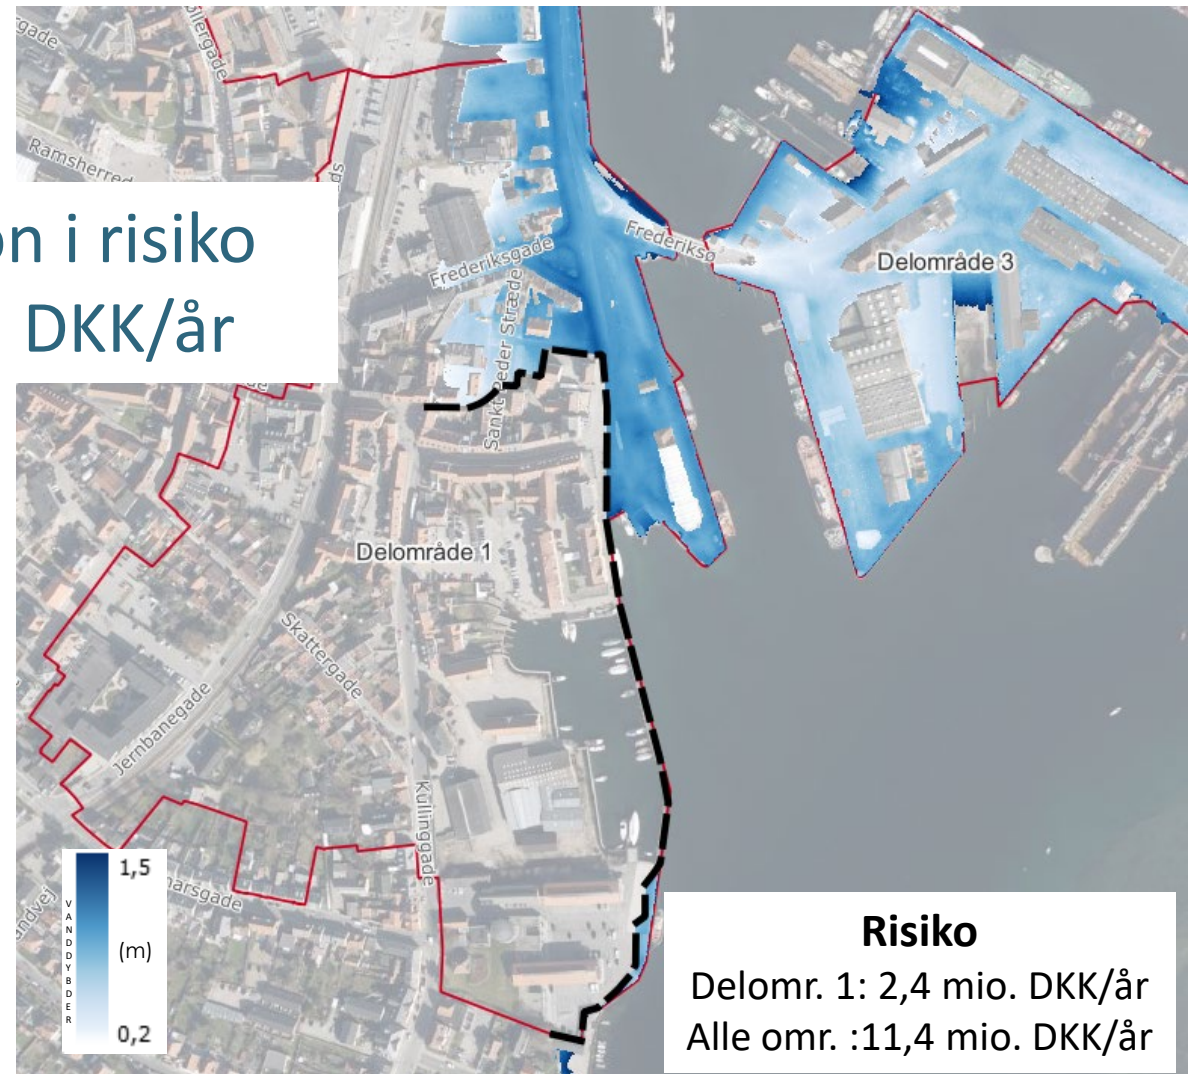 Ramsherred
on i risiko
DKK/år
Frederiksgade
Sankt Peder Stræde
Frederiksø
Delområde 3
Delområde 1
Skattergade
Jernbanegade
Kullinggade
1,5
(m)
0,2
VANDDYBDER
Risiko
Delomr. 1: 2,4 mio. DKK/år
Alle omr. :11,4 mio. DKK/år